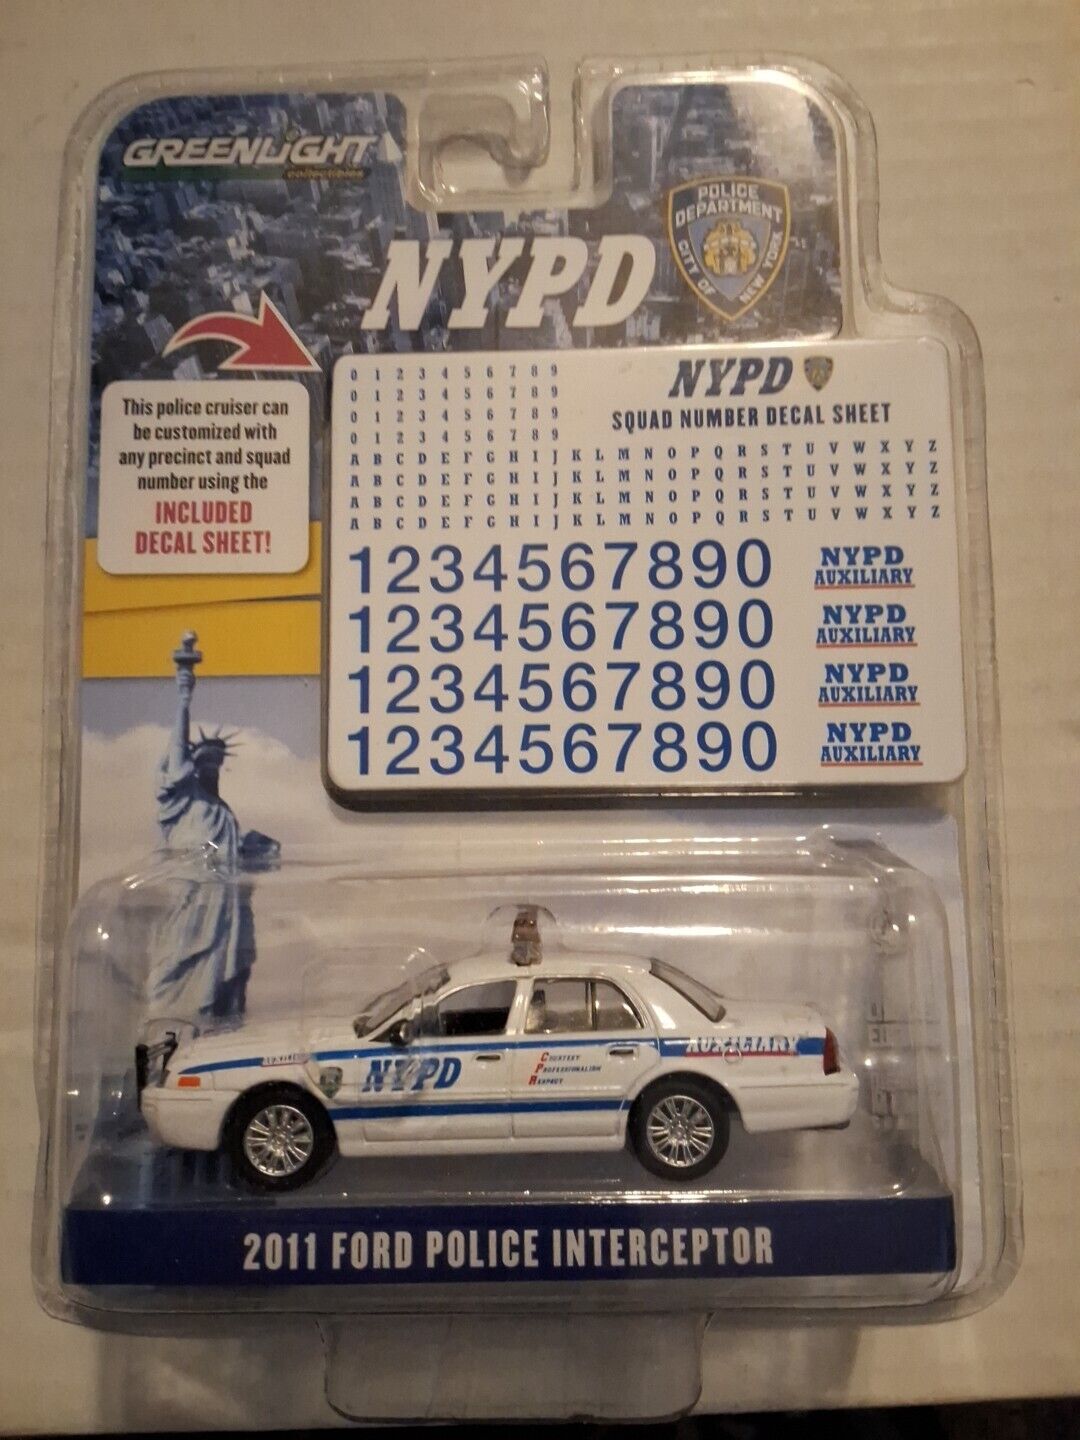 GREENLIGHT
collectibles
NYPD
POLICE
DEPARTMENT
CITY OF
NEW YORK
This police cruiser can
be customized with
any precinct and squad
number using the
INCLUDED
DECAL SHEET!
0 1 2 3 4 5 6 7 8 9
0 1 2 3 4 5 6 7 8 9
0 1 2 3 4 5 6 7 8 9
0 1 2 3 4 5 6 7 8 9
NYPD
SQUAD NUMBER DECAL SHEET
A B C D E F G H I J K L M N O P Q R S T U V W X Y Z
A B C D E F G H I J K L M N O P Q R S T U V W X Y Z
A B C D E F G H I J K L M N O P Q R S T U V W X Y Z
A B C D E F G H I J K L M N O P Q R S T U V W X Y Z
1234567890
NYPD
AUXILIARY
1234567890
NYPD
AUXILIARY
1234567890
NYPD
AUXILIARY
1234567890
NYPD
AUXILIARY
NYPD
COURTESY
PROFESSIONALISM
RESPECT
AUXILIARY
2011 FORD POLICE INTERCEPTOR